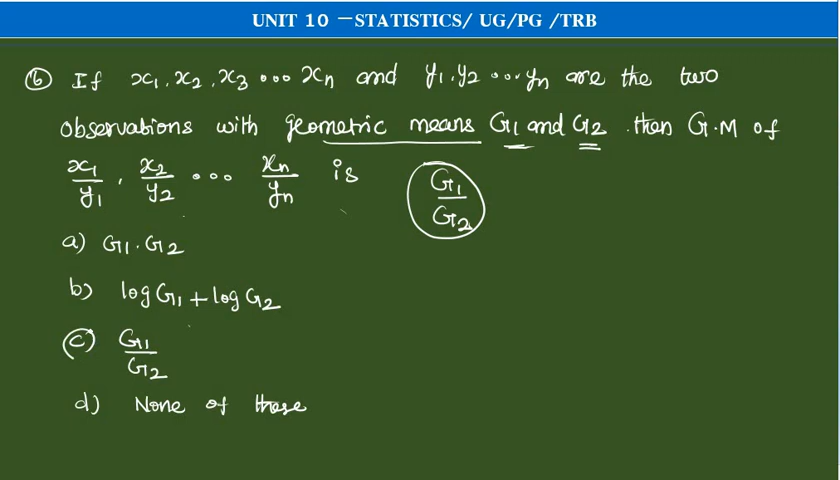 UNIT 10 –STATISTICS/ UG/PG /TRB
⑥ If x₁, x₂, x₃ ∘∘∘ xₙ and y₁, y₂ ∘∘∘ yₙ are the two
observations with geometric means G₁ and G₂ . then G.M of
x₁/y₁ , x₂/y₂ ∘∘∘ xₙ/yₙ is G₁/G₂
a) G₁ . G₂
b) log G₁ + log G₂
c) G₁/G₂
d) None of these